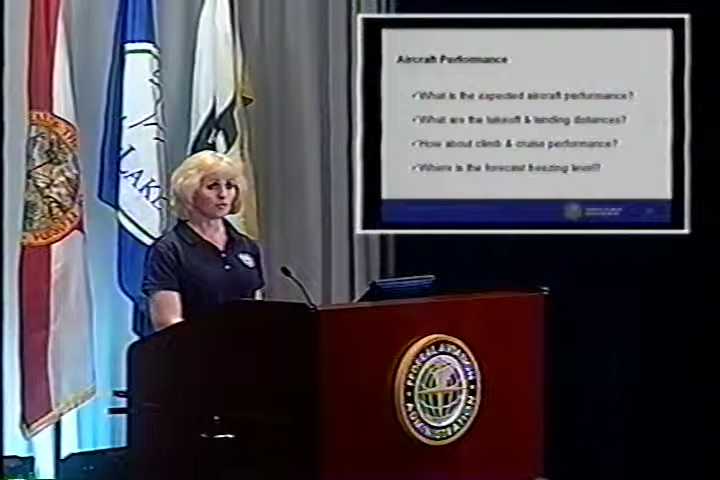 Aircraft Performance
✓What is the expected aircraft performance?
✓What are the takeoff & landing distances?
✓How about climb & cruise performance?
✓Where is the forecast freezing level?
LAKE
FEDERAL AVIATION
ADMINISTRATION